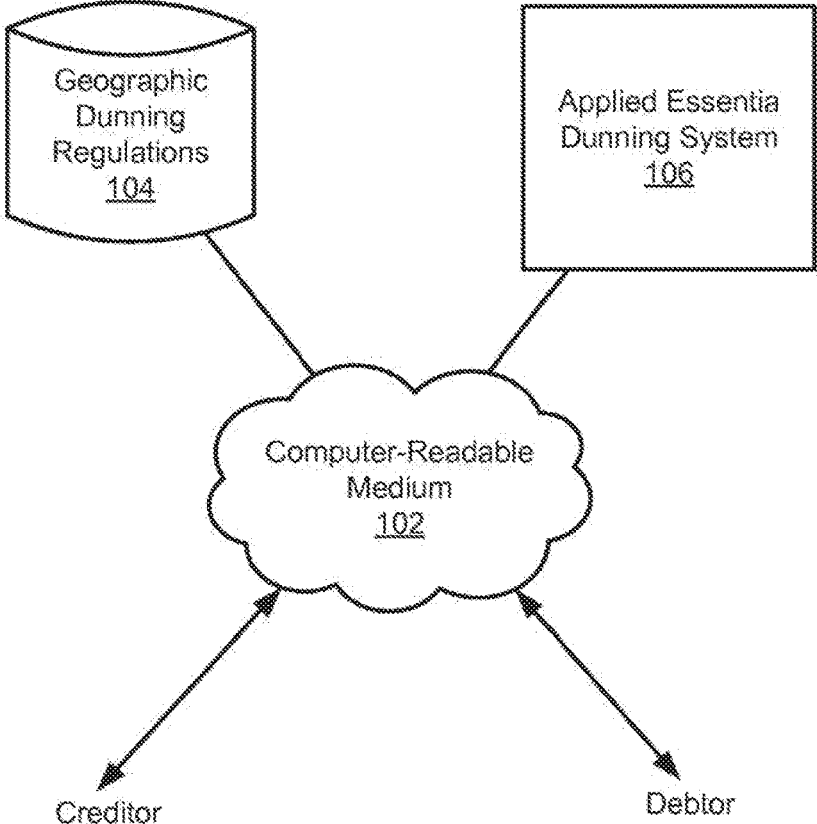 Geographic
Dunning
Regulations
104
Applied Essentia
Dunning System
106
Computer-Readable
Medium
102
Creditor
Debtor